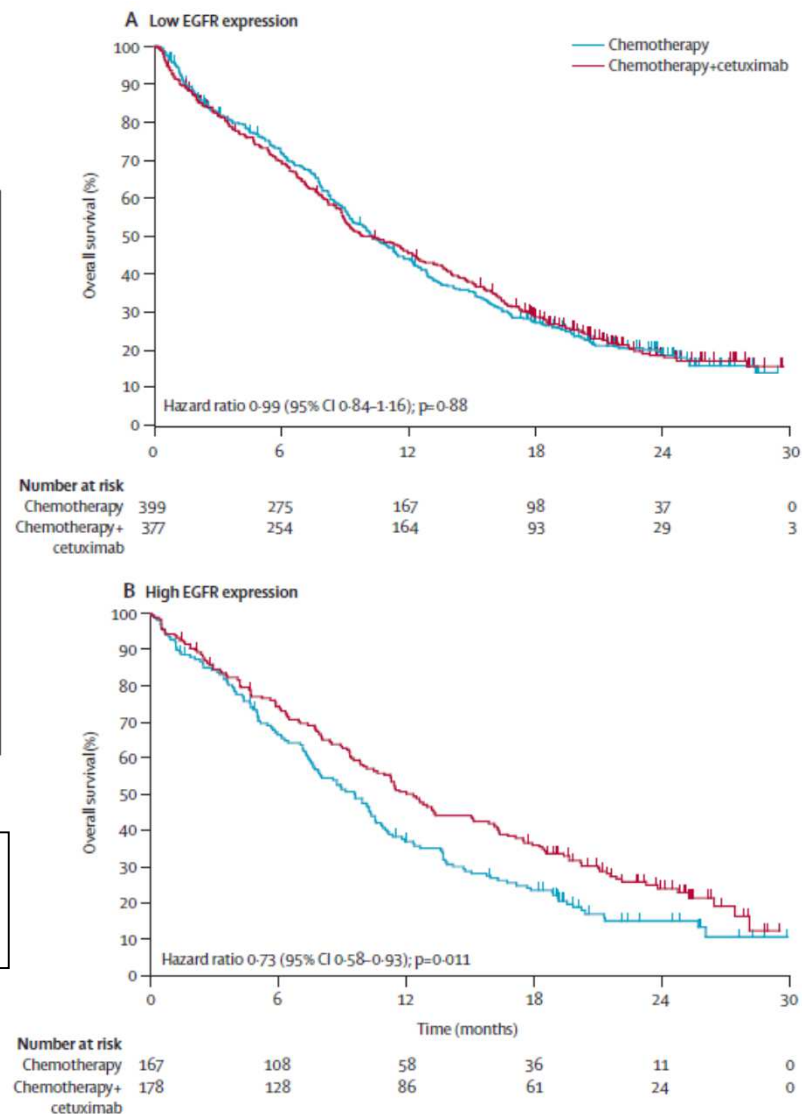 A Low EGFR expression
Chemotherapy
Chemotherapy+cetuximab
Overall survival (%)
100
90
80
70
60
50
40
30
20
10
0
Hazard ratio 0·99 (95% CI 0·84–1·16); p=0·88
0 6 12 18 24 30
Number at risk
Chemotherapy 399 275 167 98 37 0
Chemotherapy+ 377 254 164 93 29 3
cetuximab
B High EGFR expression
Overall survival(%)
100
90
80
70
60
50
40
30
20
10
0
Hazard ratio 0·73 (95% CI 0·58–0·93); p=0·011
0 6 12 18 24 30
Time (months)
Number at risk
Chemotherapy 167 108 58 36 11 0
Chemotherapy+ 178 128 86 61 24 0
cetuximab